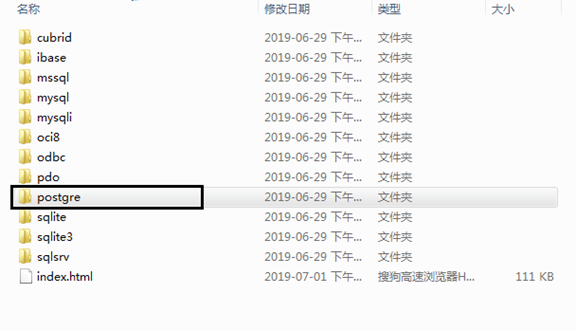 名称 修改日期 类型 大小
cubrid 2019-06-29 下午... 文件夹
ibase 2019-06-29 下午... 文件夹
mssql 2019-06-29 下午... 文件夹
mysql 2019-06-29 下午... 文件夹
mysqli 2019-06-29 下午... 文件夹
oci8 2019-06-29 下午... 文件夹
odbc 2019-06-29 下午... 文件夹
pdo 2019-06-29 下午... 文件夹
postgre 2019-06-29 下午... 文件夹
sqlite 2019-06-29 下午... 文件夹
sqlite3 2019-06-29 下午... 文件夹
sqlsrv 2019-06-29 下午... 文件夹
index.html 2019-07-01 下午... 搜狗高速浏览器H... 111 KB